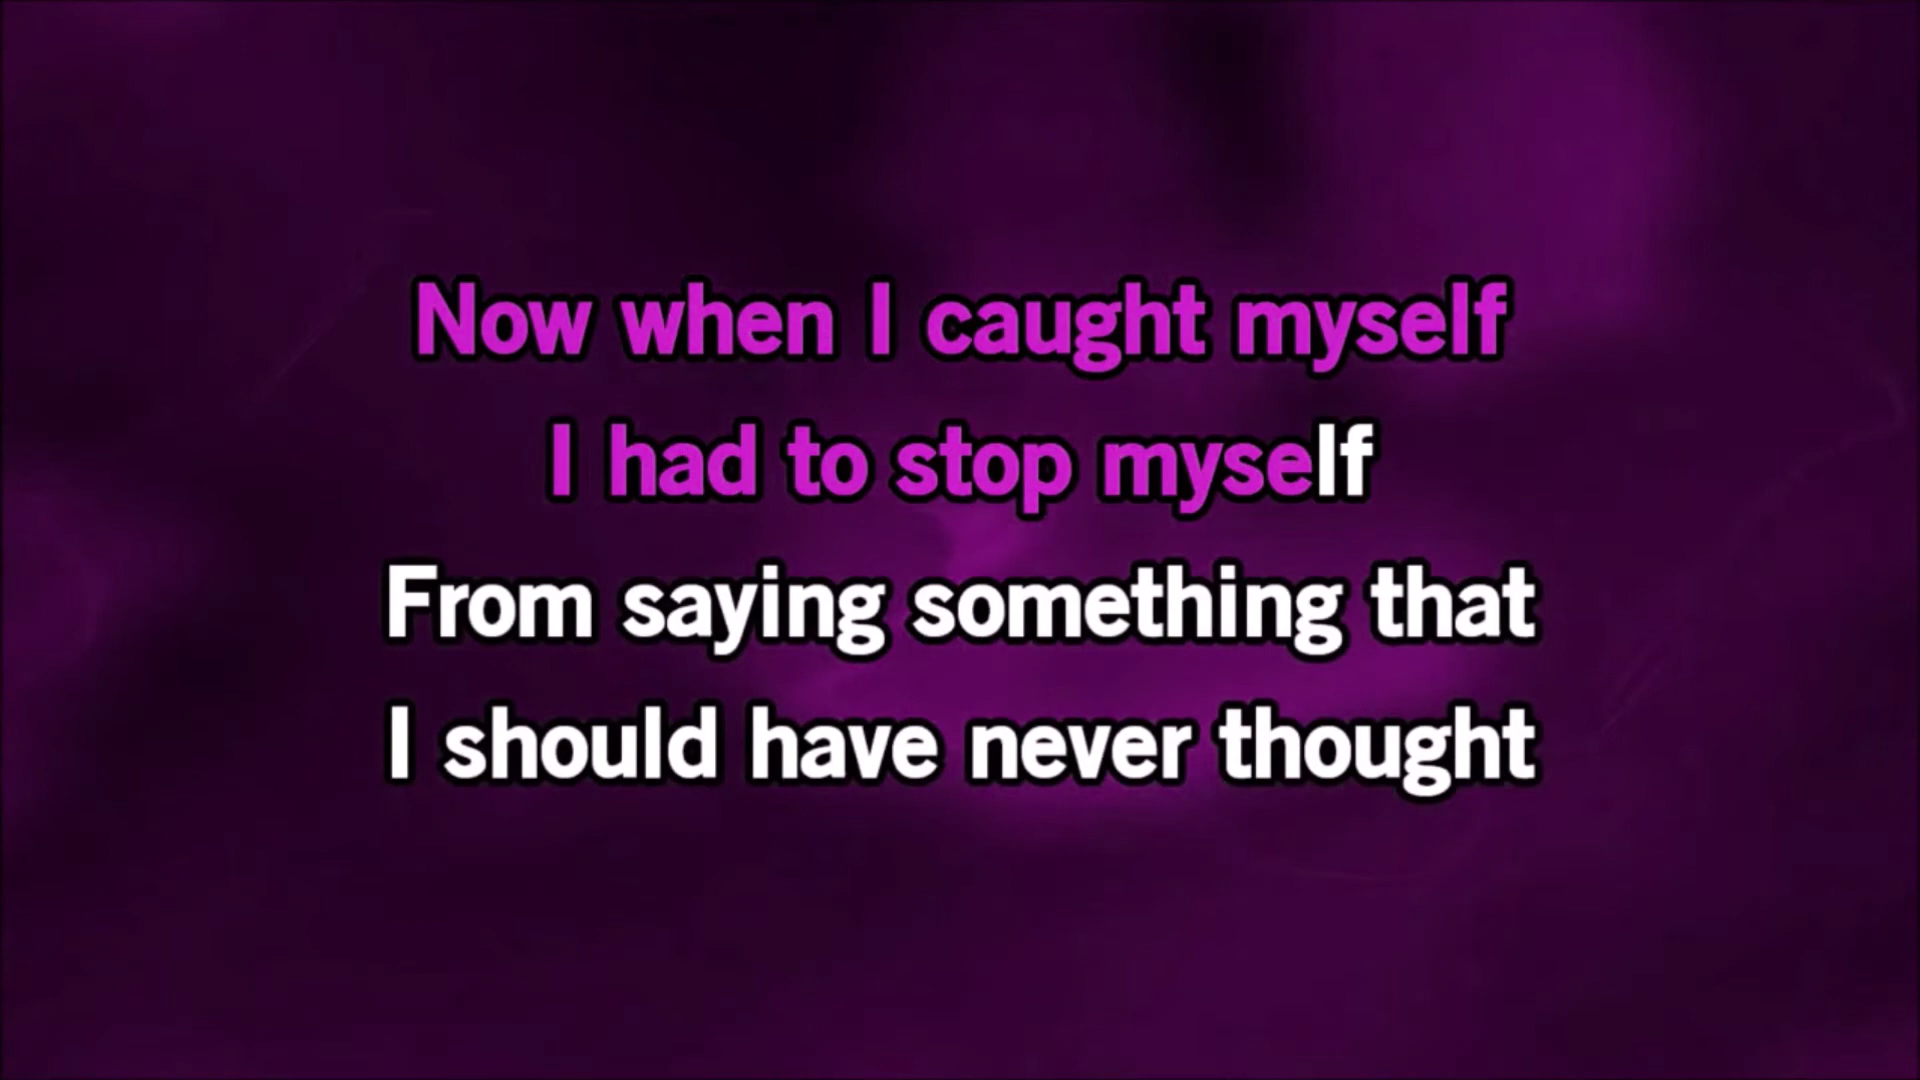 Now when I caught myself
I had to stop myself
From saying something that
I should have never thought